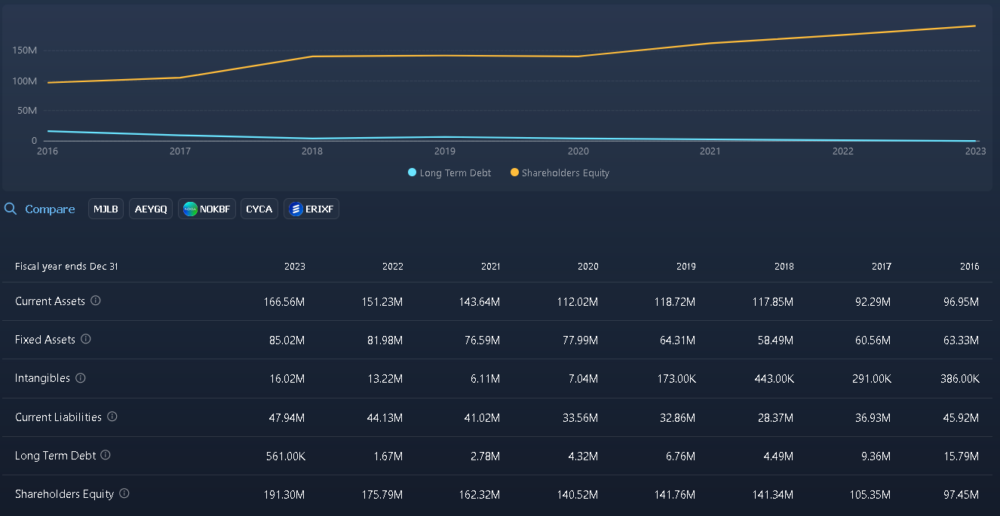 150M
100M
50M
0
2016 2017 2018 2019 2020 2021 2022 2023
Long Term Debt Shareholders Equity
Compare MJLB AEYGQ NOKBF CYCA ERIXF
Fiscal year ends Dec 31 2023 2022 2021 2020 2019 2018 2017 2016
Current Assets 166.56M 151.23M 143.64M 112.02M 118.72M 117.85M 92.29M 96.95M
Fixed Assets 85.02M 81.98M 76.59M 77.99M 64.31M 58.49M 60.56M 63.33M
Intangibles 16.02M 13.22M 6.11M 7.04M 173.00K 443.00K 291.00K 386.00K
Current Liabilities 47.94M 44.13M 41.02M 33.56M 32.86M 28.37M 36.93M 45.92M
Long Term Debt 561.00K 1.67M 2.78M 4.32M 6.76M 4.49M 9.36M 15.79M
Shareholders Equity 191.30M 175.79M 162.32M 140.52M 141.76M 141.34M 105.35M 97.45M